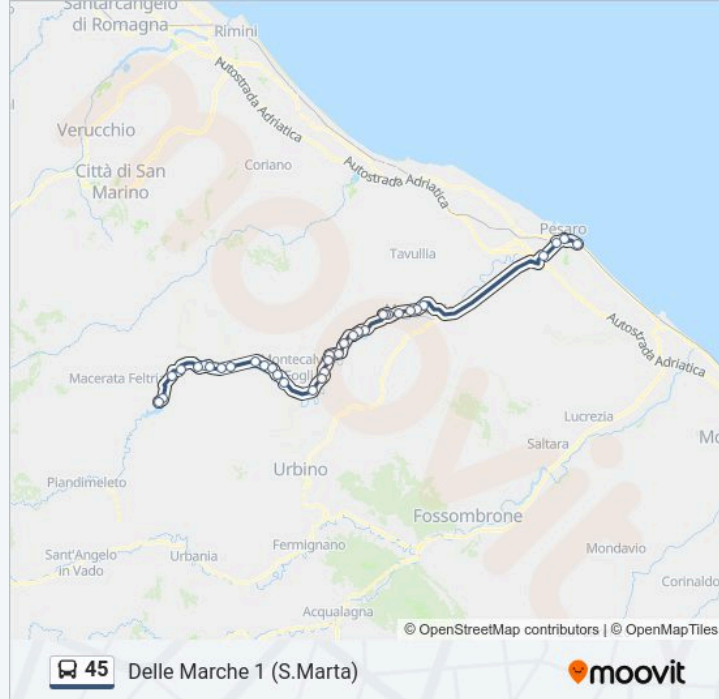 Santarcangelo
di Romagna
Rimini
Autostrada Adriatica
Verucchio
Coriano
Città di San
Marino
Autostrada Adriatica
Pesaro
Tavullia
Autostrada Adriatica
Macerata Feltri
Lucrezia
Saltara
Urbino
Piandimeleto
Fossombrone
Sant'Angelo
in Vado
Urbania
Fermignano
Mondavio
Corinaldo
Acqualagna
© OpenStreetMap contributors | © OpenMapTiles
45 Delle Marche 1 (S.Marta)
moovit